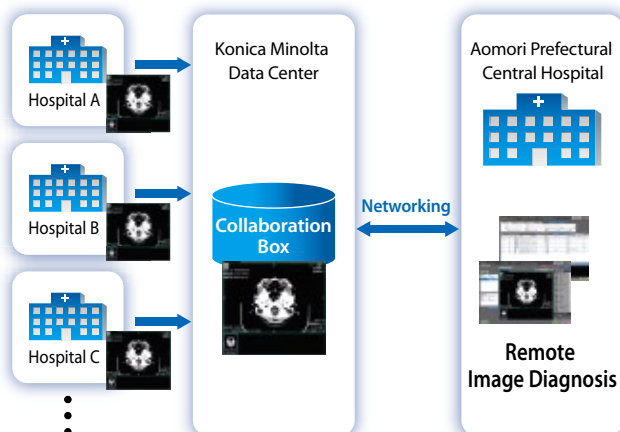 Hospital A
Hospital B
Hospital C
Konica Minolta
Data Center
Collaboration
Box
Networking
Aomori Prefectural
Central Hospital
Remote
Image Diagnosis